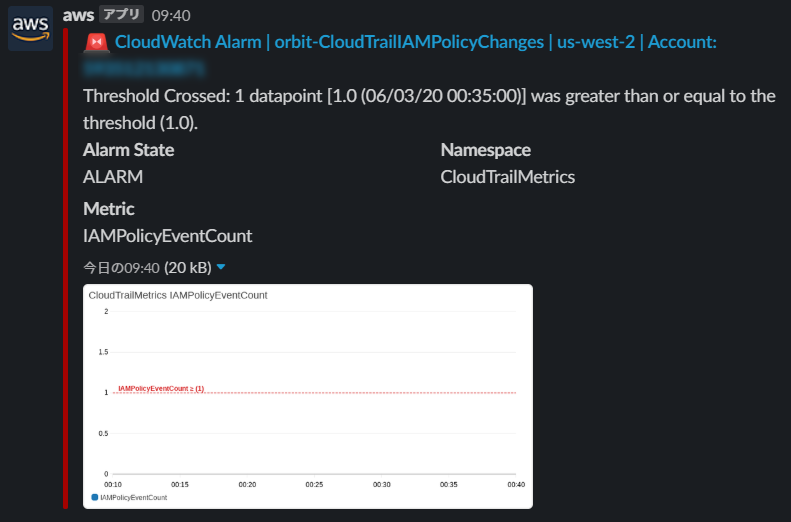 aws
aws アプリ 09:40
CloudWatch Alarm | orbit-CloudTrailIAMPolicyChanges | us-west-2 | Account:
Threshold Crossed: 1 datapoint [1.0 (06/03/20 00:35:00)] was greater than or equal to the
threshold (1.0).
Alarm State
Namespace
ALARM
CloudTrailMetrics
Metric
IAMPolicyEventCount
今日の09:40 (20 kB)
CloudTrailMetrics IAMPolicyEventCount
2
1.5
IAMPolicyEventCount ≥ (1)
1
0.5
0
00:10 00:15 00:20 00:25 00:30 00:35 00:40
IAMPolicyEventCount